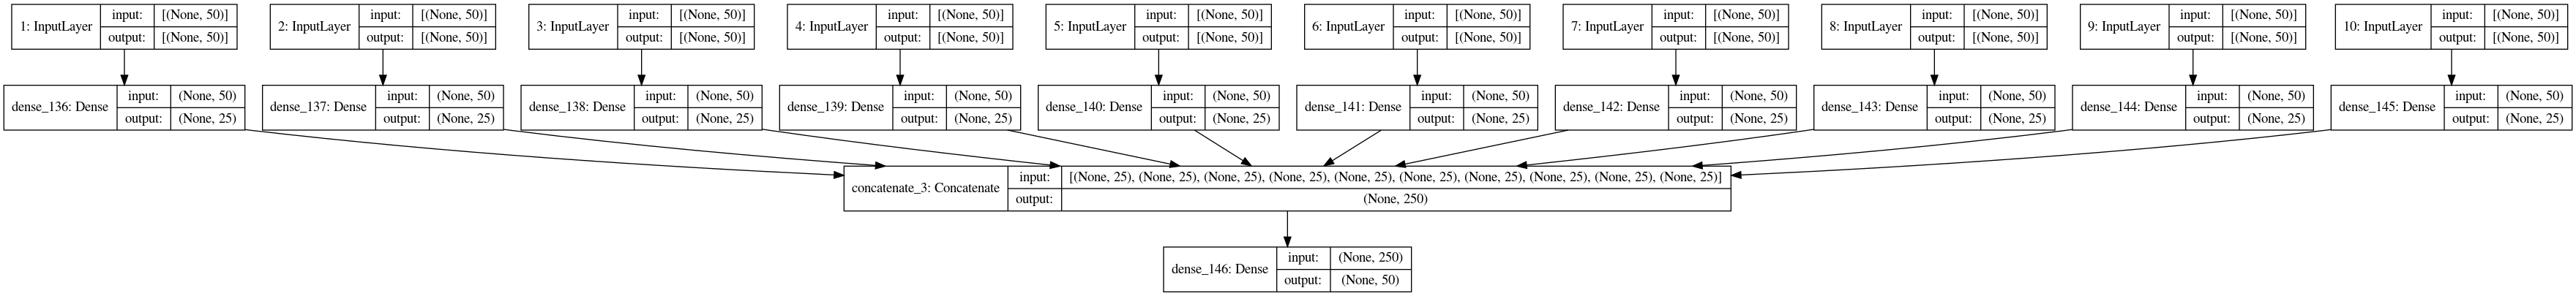 1: InputLayer input: [(None, 50)] output: [(None, 50)]
2: InputLayer input: [(None, 50)] output: [(None, 50)]
3: InputLayer input: [(None, 50)] output: [(None, 50)]
4: InputLayer input: [(None, 50)] output: [(None, 50)]
5: InputLayer input: [(None, 50)] output: [(None, 50)]
6: InputLayer input: [(None, 50)] output: [(None, 50)]
7: InputLayer input: [(None, 50)] output: [(None, 50)]
8: InputLayer input: [(None, 50)] output: [(None, 50)]
9: InputLayer input: [(None, 50)] output: [(None, 50)]
10: InputLayer input: [(None, 50)] output: [(None, 50)]
dense_136: Dense input: (None, 50) output: (None, 25)
dense_137: Dense input: (None, 50) output: (None, 25)
dense_138: Dense input: (None, 50) output: (None, 25)
dense_139: Dense input: (None, 50) output: (None, 25)
dense_140: Dense input: (None, 50) output: (None, 25)
dense_141: Dense input: (None, 50) output: (None, 25)
dense_142: Dense input: (None, 50) output: (None, 25)
dense_143: Dense input: (None, 50) output: (None, 25)
dense_144: Dense input: (None, 50) output: (None, 25)
dense_145: Dense input: (None, 50) output: (None, 25)
concatenate_3: Concatenate input: [(None, 25), (None, 25), (None, 25), (None, 25), (None, 25), (None, 25), (None, 25), (None, 25), (None, 25), (None, 25)] output: (None, 250)
dense_146: Dense input: (None, 250) output: (None, 50)